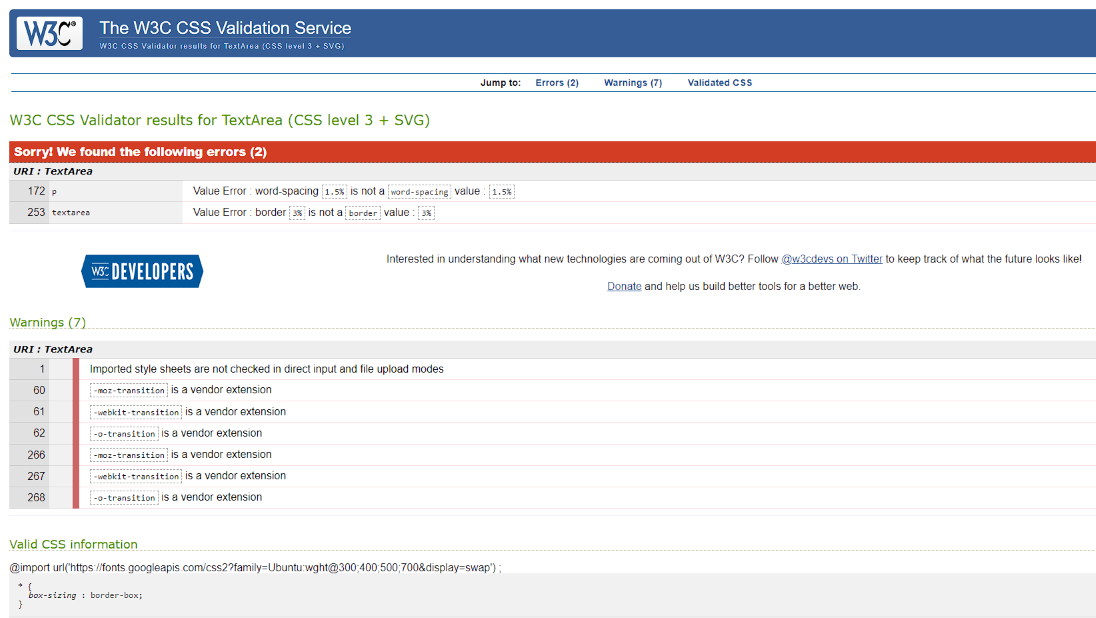 W3C® The W3C CSS Validation Service
W3C CSS Validator results for TextArea (CSS level 3 + SVG)
Jump to: Errors (2) Warnings (7) Validated CSS
W3C CSS Validator results for TextArea (CSS level 3 + SVG)
Sorry! We found the following errors (2)
URI : TextArea
172 p Value Error : word-spacing 1.5% is not a word-spacing value : 1.5%
253 textarea Value Error : border 3% is not a border value : 3%
W3C DEVELOPERS
Interested in understanding what new technologies are coming out of W3C? Follow @w3cdevs on Twitter to keep track of what the future looks like!
Donate and help us build better tools for a better web.
Warnings (7)
URI : TextArea
1 Imported style sheets are not checked in direct input and file upload modes
60 -moz-transition is a vendor extension
61 -webkit-transition is a vendor extension
62 -o-transition is a vendor extension
266 -moz-transition is a vendor extension
267 -webkit-transition is a vendor extension
268 -o-transition is a vendor extension
Valid CSS information
@import url('https://fonts.googleapis.com/css2?family=Ubuntu:wght@300;400;500;700&display=swap') ;
* {
box-sizing : border-box;
}